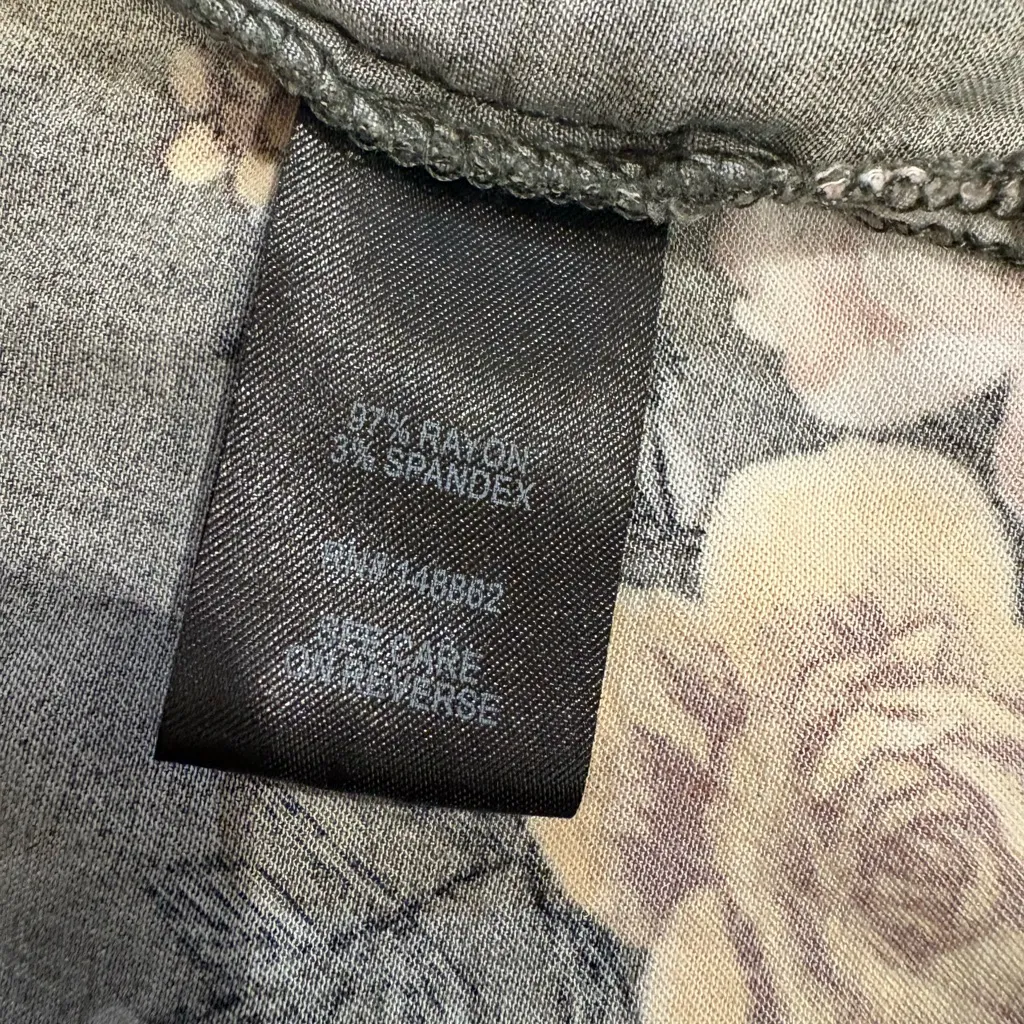 97% RAYON
3% SPANDEX
RN# 148862
SEE CARE
ON REVERSE